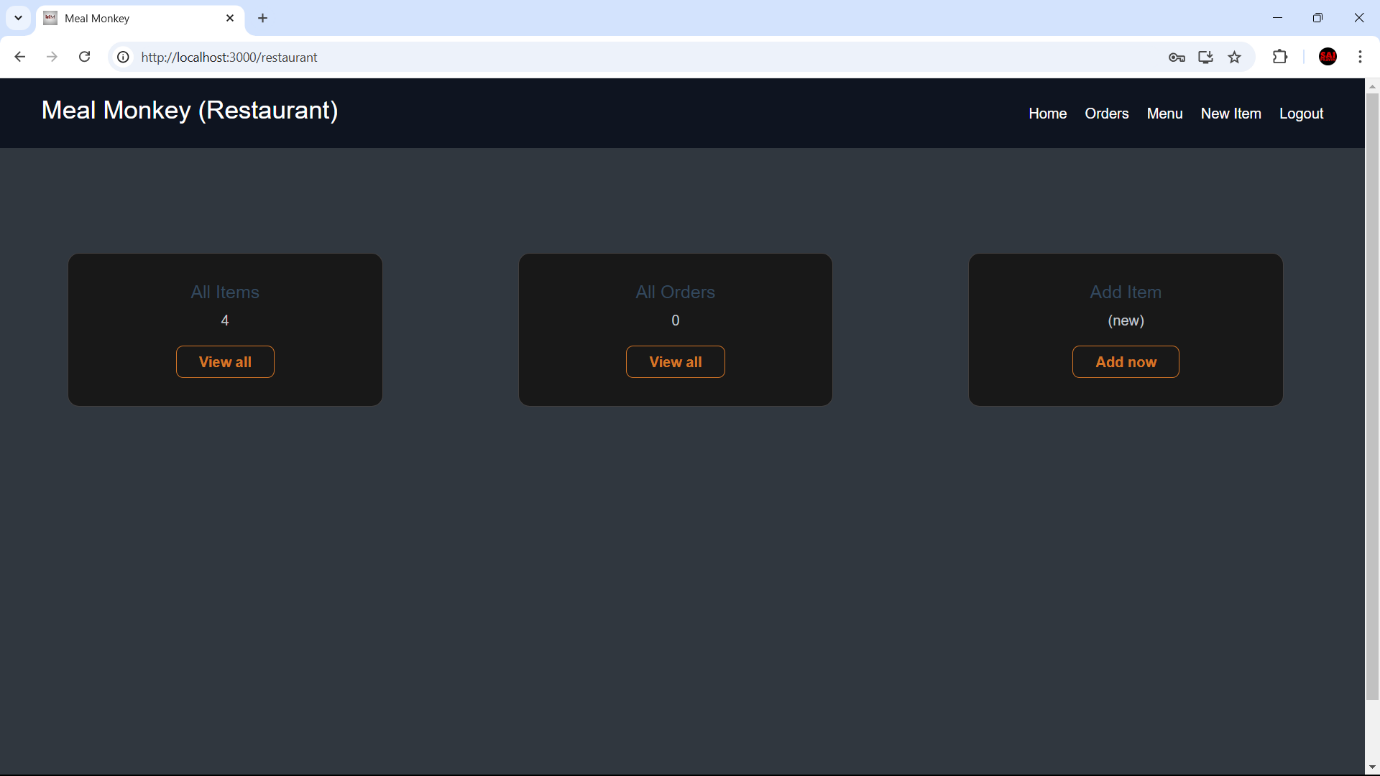 Meal Monkey
http://localhost:3000/restaurant
Meal Monkey (Restaurant)
Home Orders Menu New Item Logout
All Items
4
View all
All Orders
0
View all
Add Item
(new)
Add now